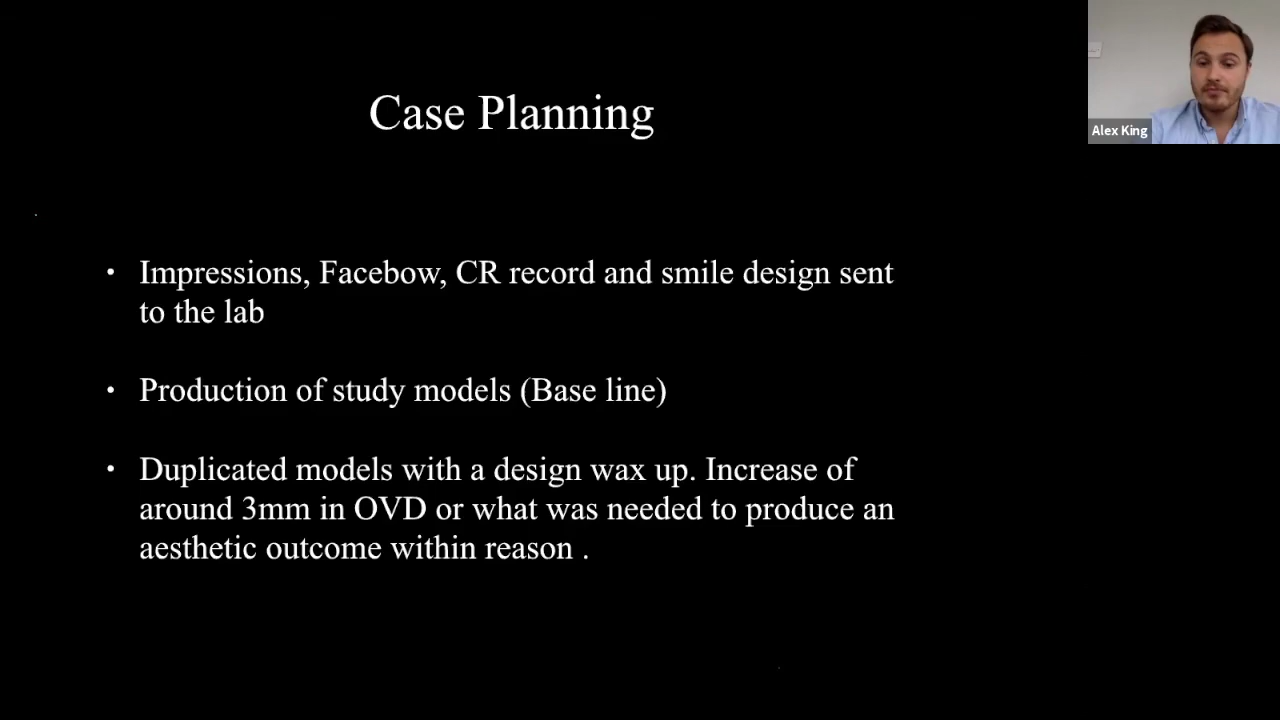 Case Planning
Alex King
• Impressions, Facebow, CR record and smile design sent
to the lab
• Production of study models (Base line)
• Duplicated models with a design wax up. Increase of
around 3mm in OVD or what was needed to produce an
aesthetic outcome within reason .